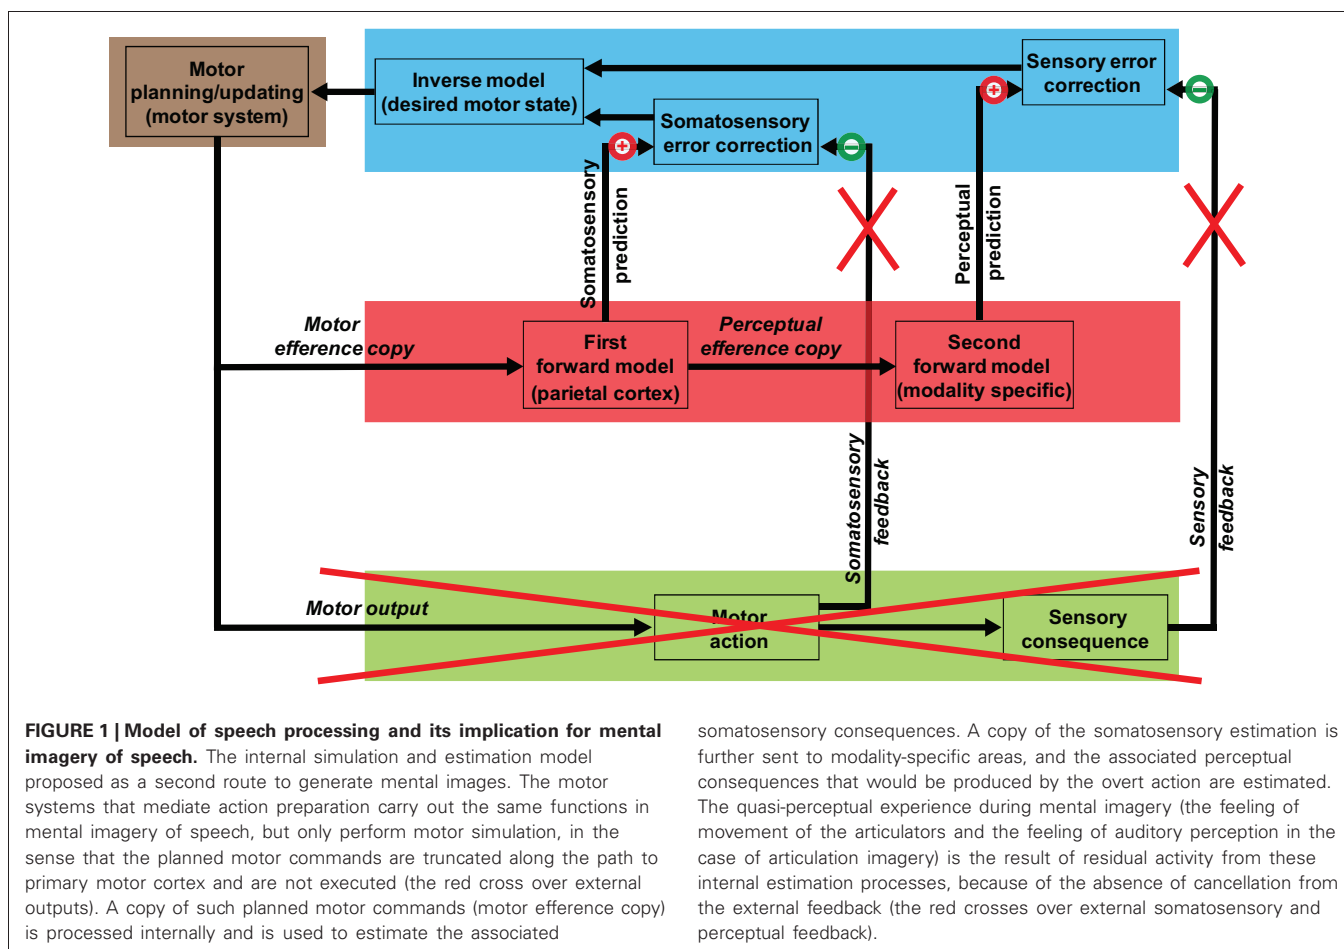 Motor
planning/updating
(motor system)
Inverse model
(desired motor state)
Sensory error
correction
Somatosensory
error correction
+
−
+
−
Somatosensory
prediction
Perceptual
prediction
Motor
efference copy
First
forward model
(parietal cortex)
Perceptual
efference copy
Second
forward model
(modality specific)
Somatosensory
feedback
Sensory
feedback
Motor output
Motor
action
Sensory
consequence
FIGURE 1 | Model of speech processing and its implication for mental
imagery of speech. The internal simulation and estimation model
proposed as a second route to generate mental images. The motor
systems that mediate action preparation carry out the same functions in
mental imagery of speech, but only perform motor simulation, in the
sense that the planned motor commands are truncated along the path to
primary motor cortex and are not executed (the red cross over external
outputs). A copy of such planned motor commands (motor efference copy)
is processed internally and is used to estimate the associated
somatosensory consequences. A copy of the somatosensory estimation is
further sent to modality-specific areas, and the associated perceptual
consequences that would be produced by the overt action are estimated.
The quasi-perceptual experience during mental imagery (the feeling of
movement of the articulators and the feeling of auditory perception in the
case of articulation imagery) is the result of residual activity from these
internal estimation processes, because of the absence of cancellation from
the external feedback (the red crosses over external somatosensory and
perceptual feedback).